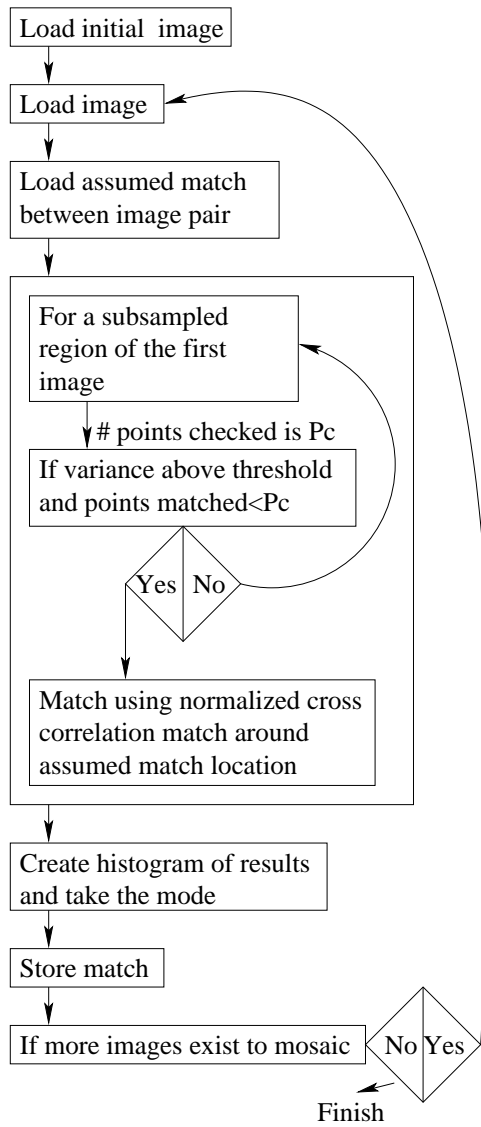 Load initial image
Load image
Load assumed match
between image pair
For a subsampled
region of the first
image
# points checked is Pc
If variance above threshold
and points matched<Pc
Yes No
Match using normalized cross
correlation match around
assumed match location
Create histogram of results
and take the mode
Store match
If more images exist to mosaic
No Yes
Finish